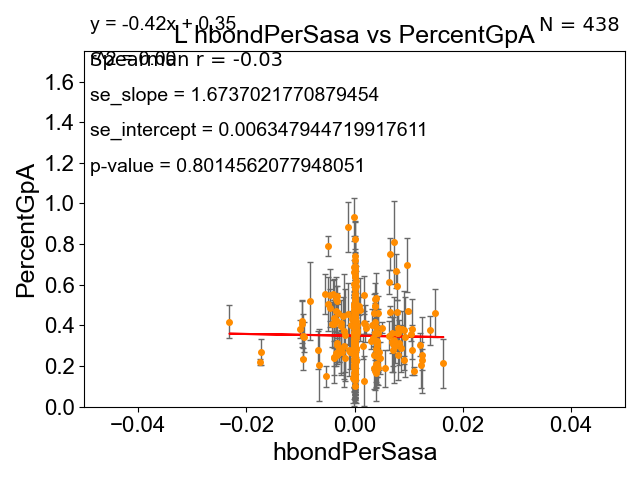 y = -0.42x + 0.35
N = 438
L hbondPerSasa vs PercentGpA
Spearman r = -0.03
se_slope = 1.6737021770879454
se_intercept = 0.006347944719917611
p-value = 0.8014562077948051
PercentGpA
1.6
1.4
1.2
1.0
0.8
0.6
0.4
0.2
0.0
−0.04 −0.02 0.00 0.02 0.04
hbondPerSasa